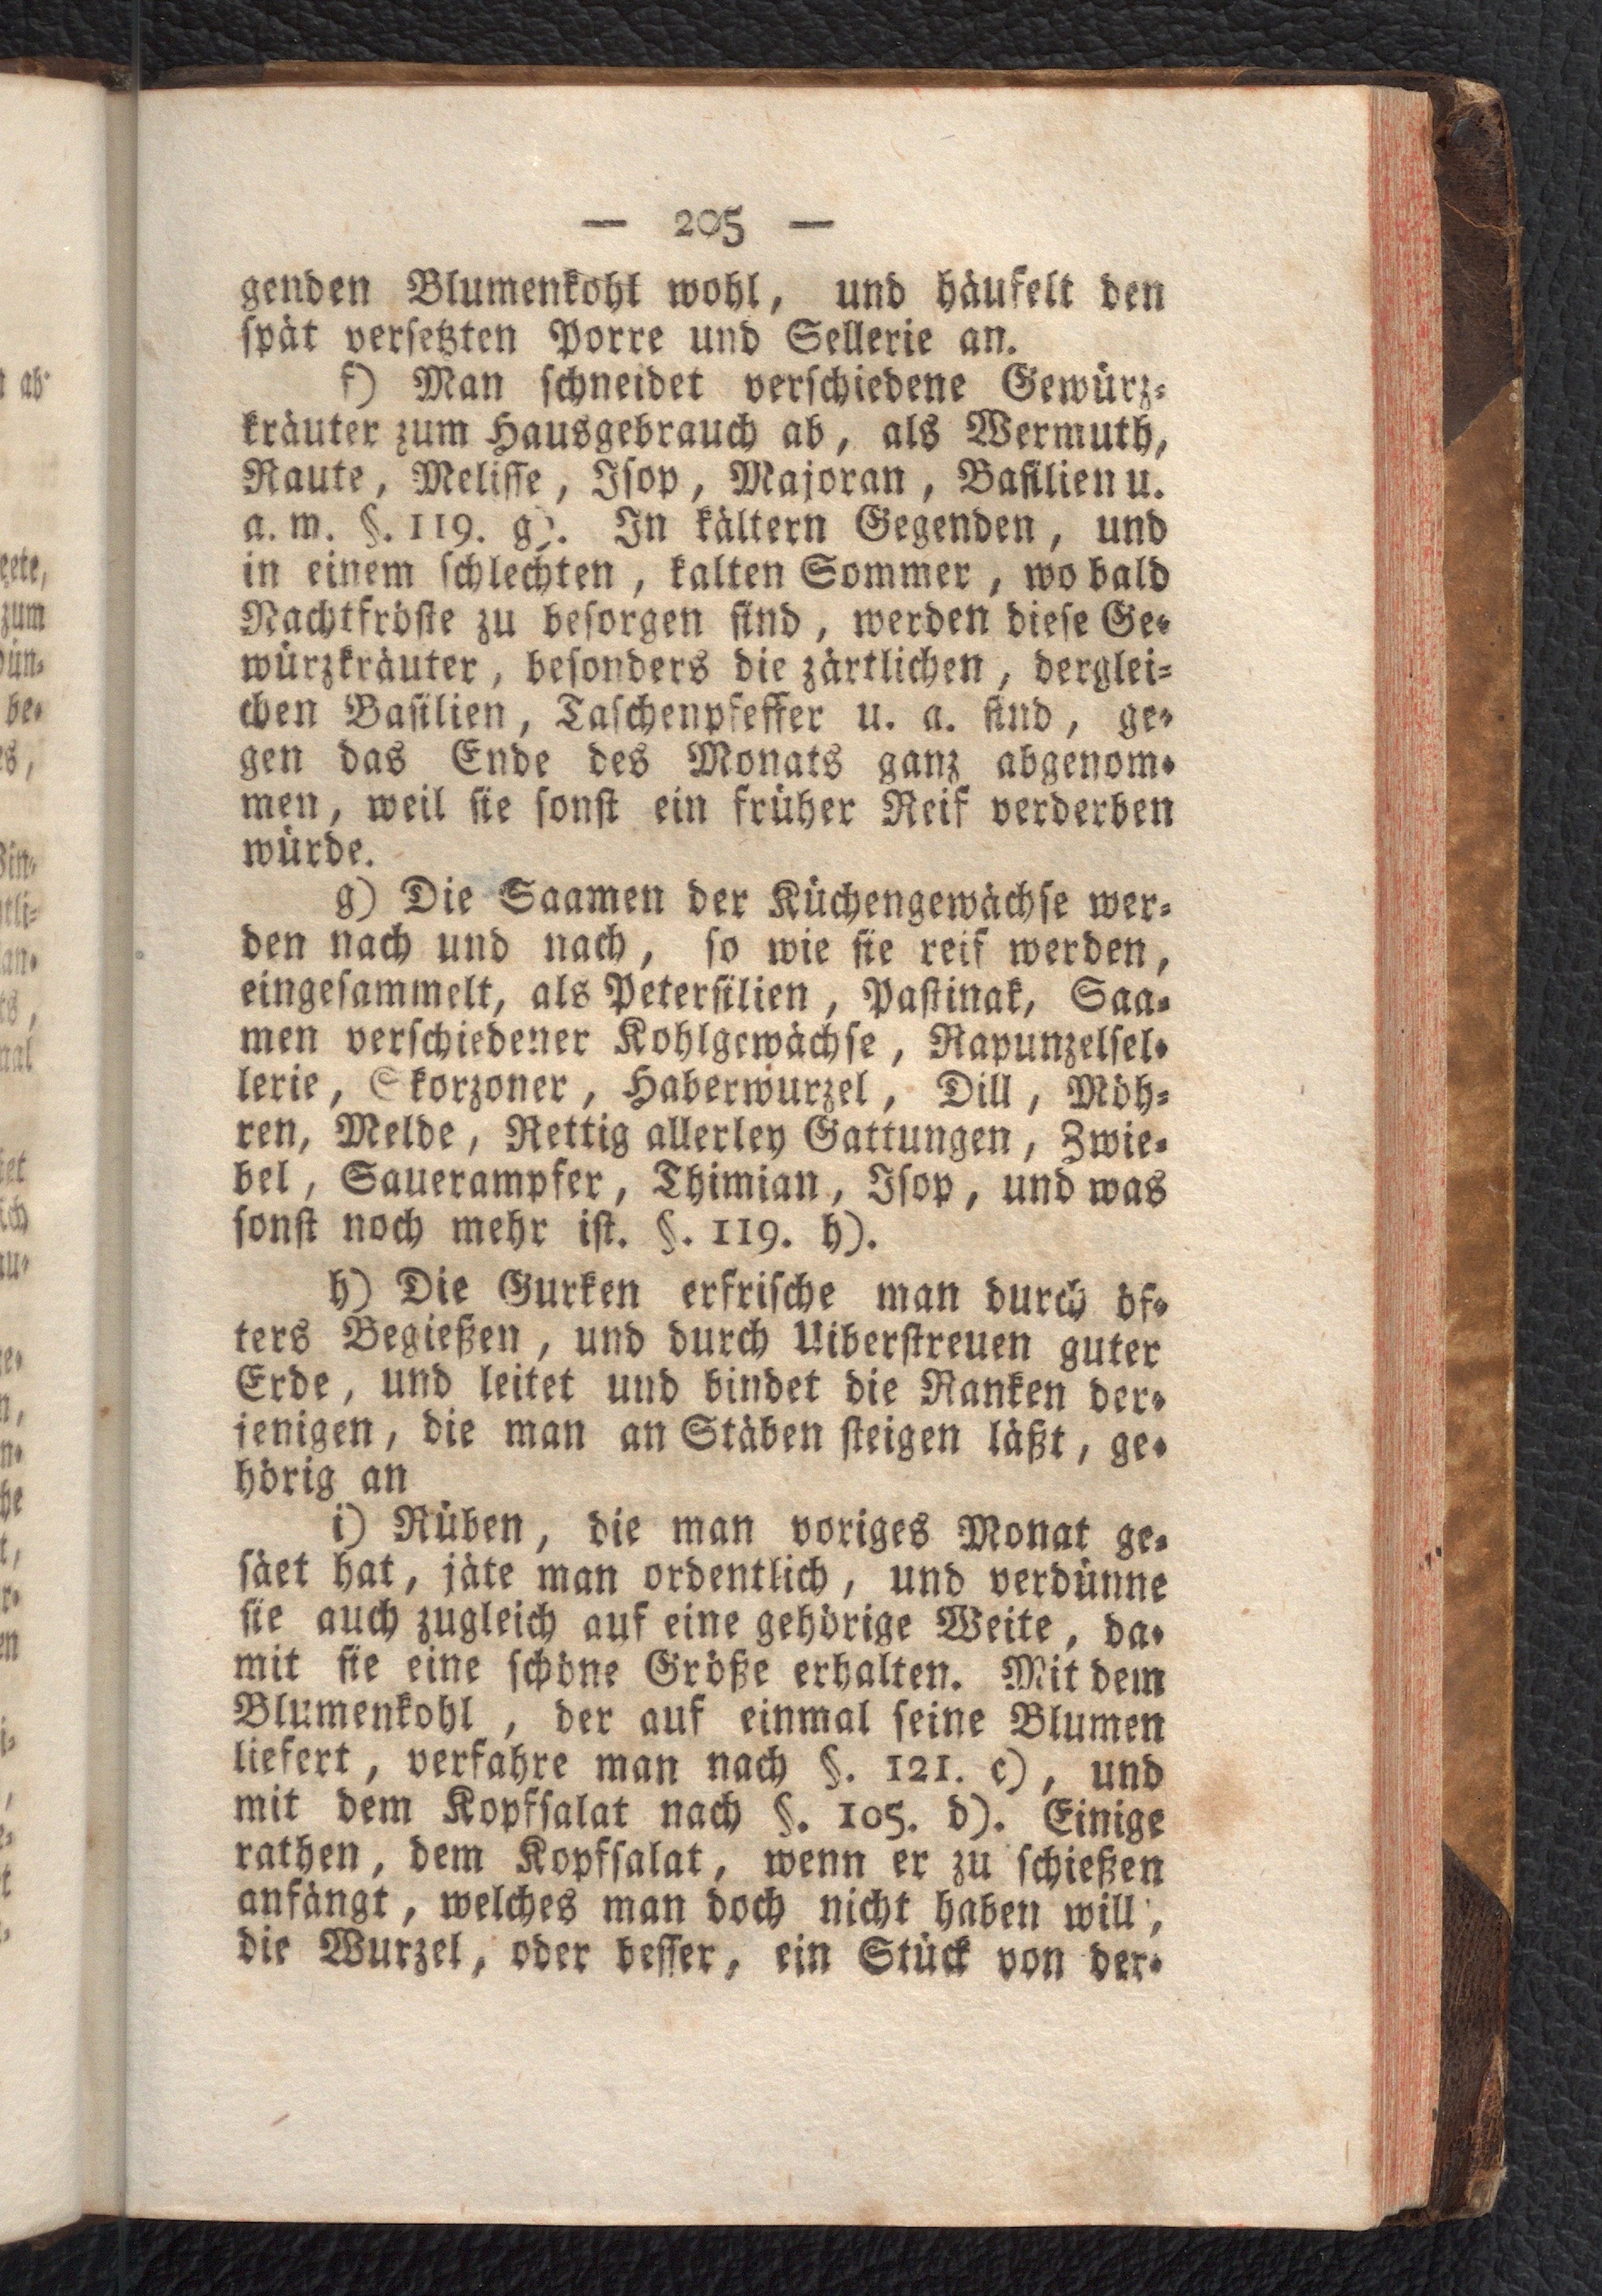 — 205 —
genden Blumenkohl wohl, und häufelt den
ſpät verſetzten Porre und Sellerie an.
f) Man ſchneidet verſchiedene Gewürz-
kräuter zum Hausgebrauch ab, als Wermuth,
Raute, Meliſſe, Iſop, Majoran, Baſilien u.
a. m. §. 119. g). In kältern Gegenden, und
in einem ſchlechten, kalten Sommer, wo bald
Nachtfröſte zu beſorgen ſind, werden dieſe Ge-
würzkräuter, beſonders die zärtlichen, derglei-
chen Baſilien, Taſchenpfeffer u. a. ſind, ge-
gen das Ende des Monats ganz abgenom-
men, weil ſie ſonſt ein früher Reif verderben
würde.
g) Die Saamen der Küchengewächſe wer-
den nach und nach, ſo wie ſie reif werden,
eingeſammelt, als Peterſilien, Paſtinak, Saa-
men verſchiedener Kohlgewächſe, Rapunzelſel-
lerie, Skorzoner, Haberwurzel, Dill, Möh-
ren, Melde, Rettig allerley Gattungen, Zwie-
bel, Sauerampfer, Thimian, Iſop, und was
ſonſt noch mehr iſt. §. 119. h).
h) Die Gurken erfriſche man durch öf-
ters Begießen, und durch Uiberſtreuen guter
Erde, und leitet und bindet die Ranken der-
jenigen, die man an Stäben ſteigen läßt, ge-
hörig an
i) Rüben, die man voriges Monat ge-
ſäet hat, jäte man ordentlich, und verdünne
ſie auch zugleich auf eine gehörige Weite, da-
mit ſie eine ſchöne Größe erhalten. Mit dem
Blumenkohl, der auf einmal ſeine Blumen
liefert, verfahre man nach §. 121. c), und
mit dem Kopfſalat nach §. 105. d). Einige
rathen, dem Kopfſalat, wenn er zu ſchießen
anfängt, welches man doch nicht haben will,
die Wurzel, oder beſſer, ein Stück von der-